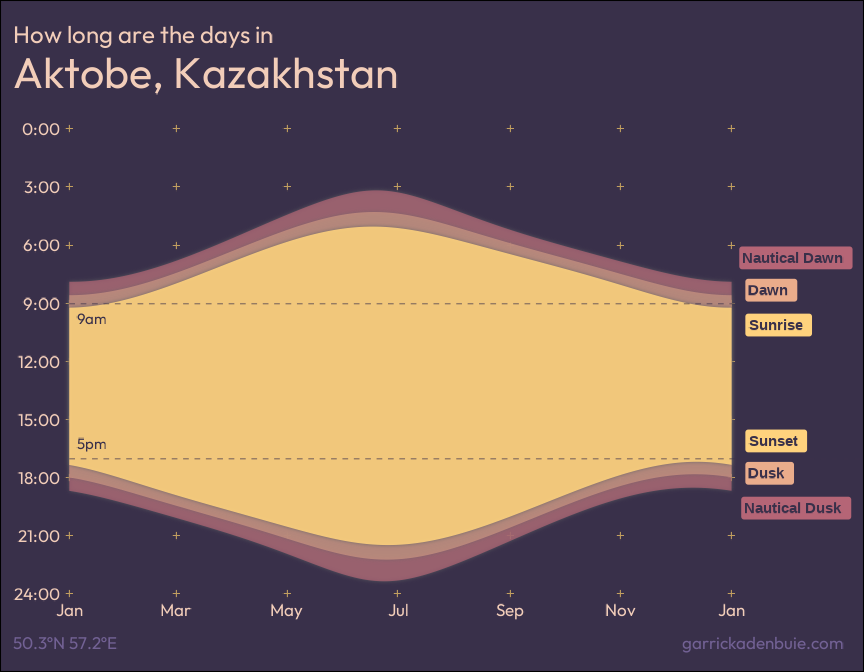 How long are the days in
Aktobe, Kazakhstan
0:00
3:00
6:00
Nautical Dawn
Dawn
9:00
9am
Sunrise
12:00
15:00
5pm
Sunset
Dusk
18:00
Nautical Dusk
21:00
24:00
Jan Mar May Jul Sep Nov Jan
50.3°N 57.2°E
garrickadenbuie.com